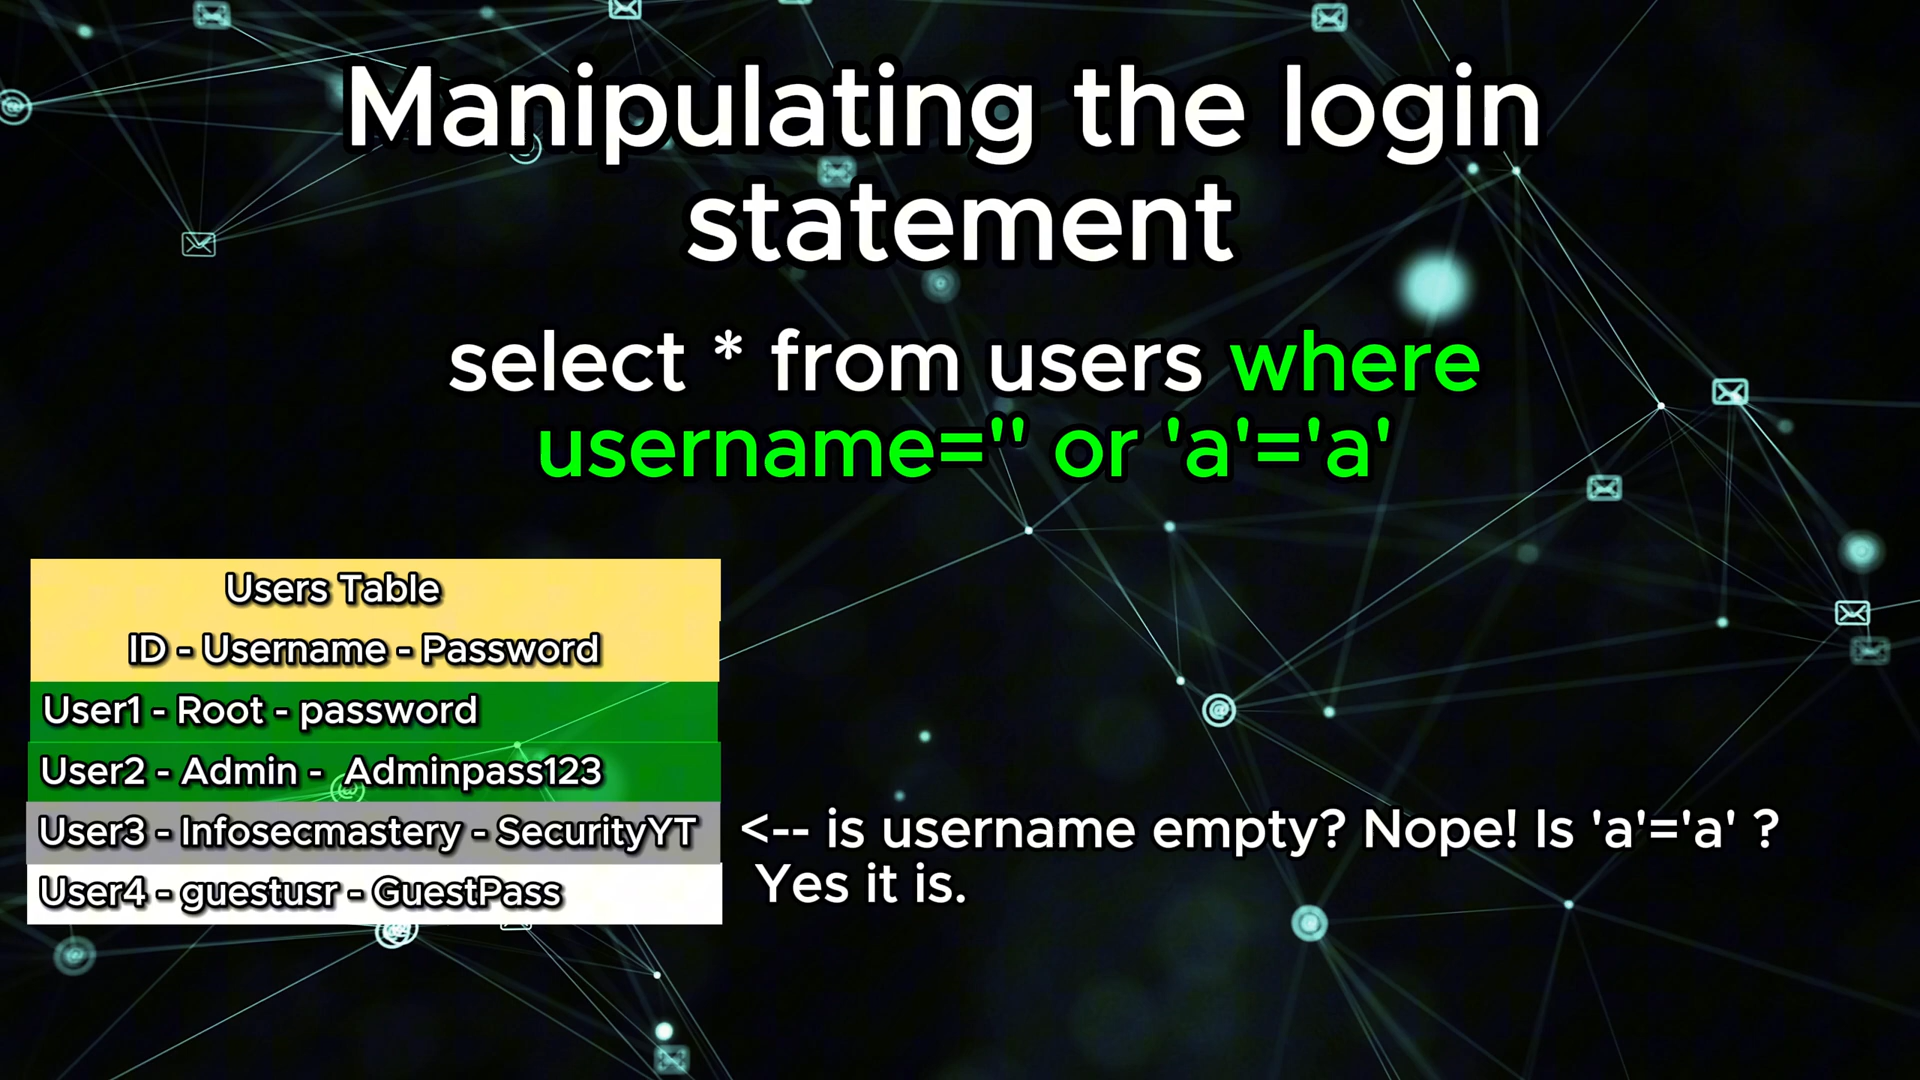 Manipulating the login
statement
select * from users where
username='' or 'a'='a'
Users Table
ID - Username - Password
User1 - Root - password
User2 - Admin - Adminpass123
User3 - Infosecmastery - SecurityYT
User4 - guestusr - GuestPass
<-- is username empty? Nope! Is 'a'='a' ?
Yes it is.